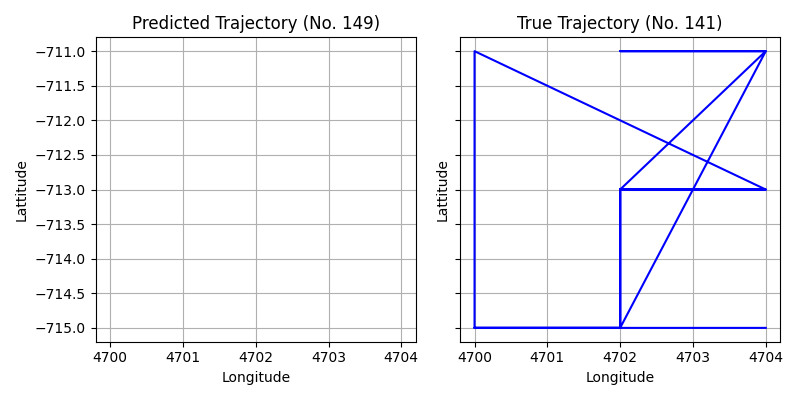 Predicted Trajectory (No. 149)
Lattitude
−711.0
−711.5
−712.0
−712.5
−713.0
−713.5
−714.0
−714.5
−715.0
4700 4701 4702 4703 4704
Longitude
True Trajectory (No. 141)
Lattitude
4700 4701 4702 4703 4704
Longitude